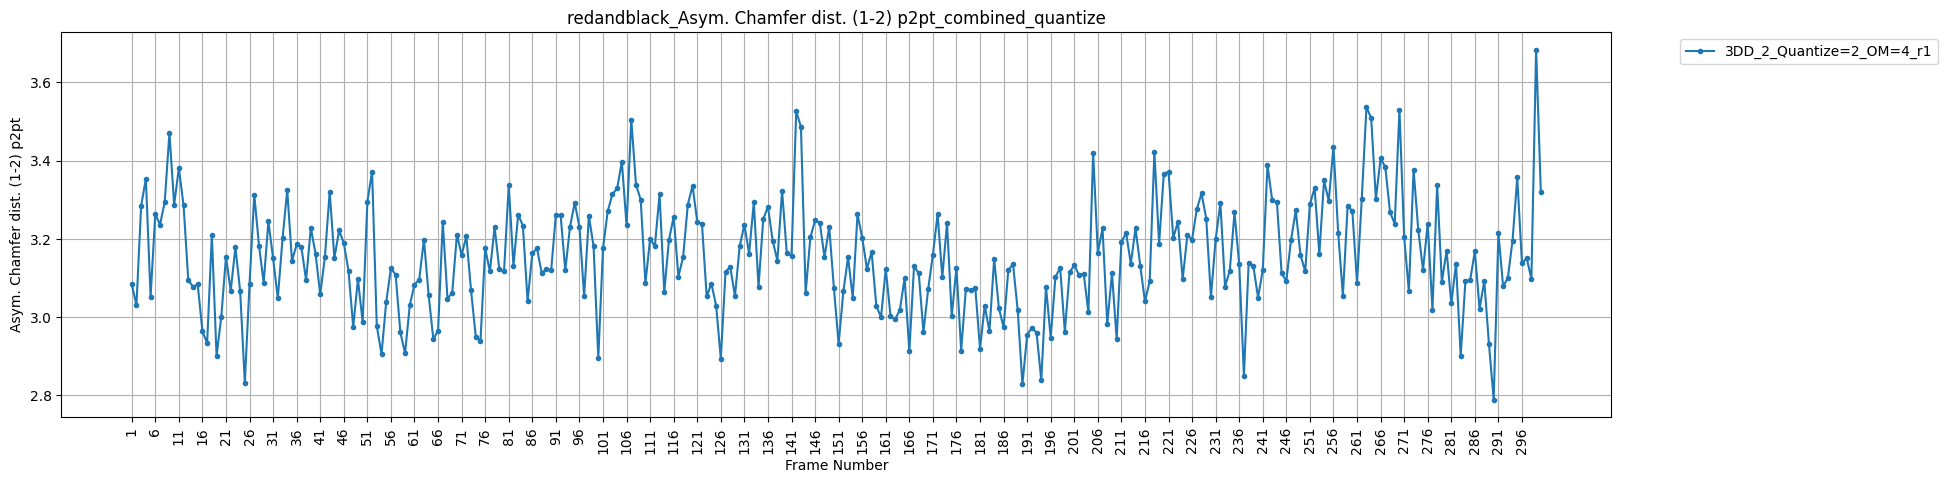 redandblack_Asym. Chamfer dist. (1-2) p2pt_combined_quantize
3DD_2_Quantize=2_OM=4_r1
Asym. Chamfer dist. (1-2) p2pt
3.6
3.4
3.2
3.0
2.8
1 6 11 16 21 26 31 36 41 46 51 56 61 66 71 76 81 86 91 96 101 106 111 116 121 126 131 136 141 146 151 156 161 166 171 176 181 186 191 196 201 206 211 216 221 226 231 236 241 246 251 256 261 266 271 276 281 286 291 296
Frame Number